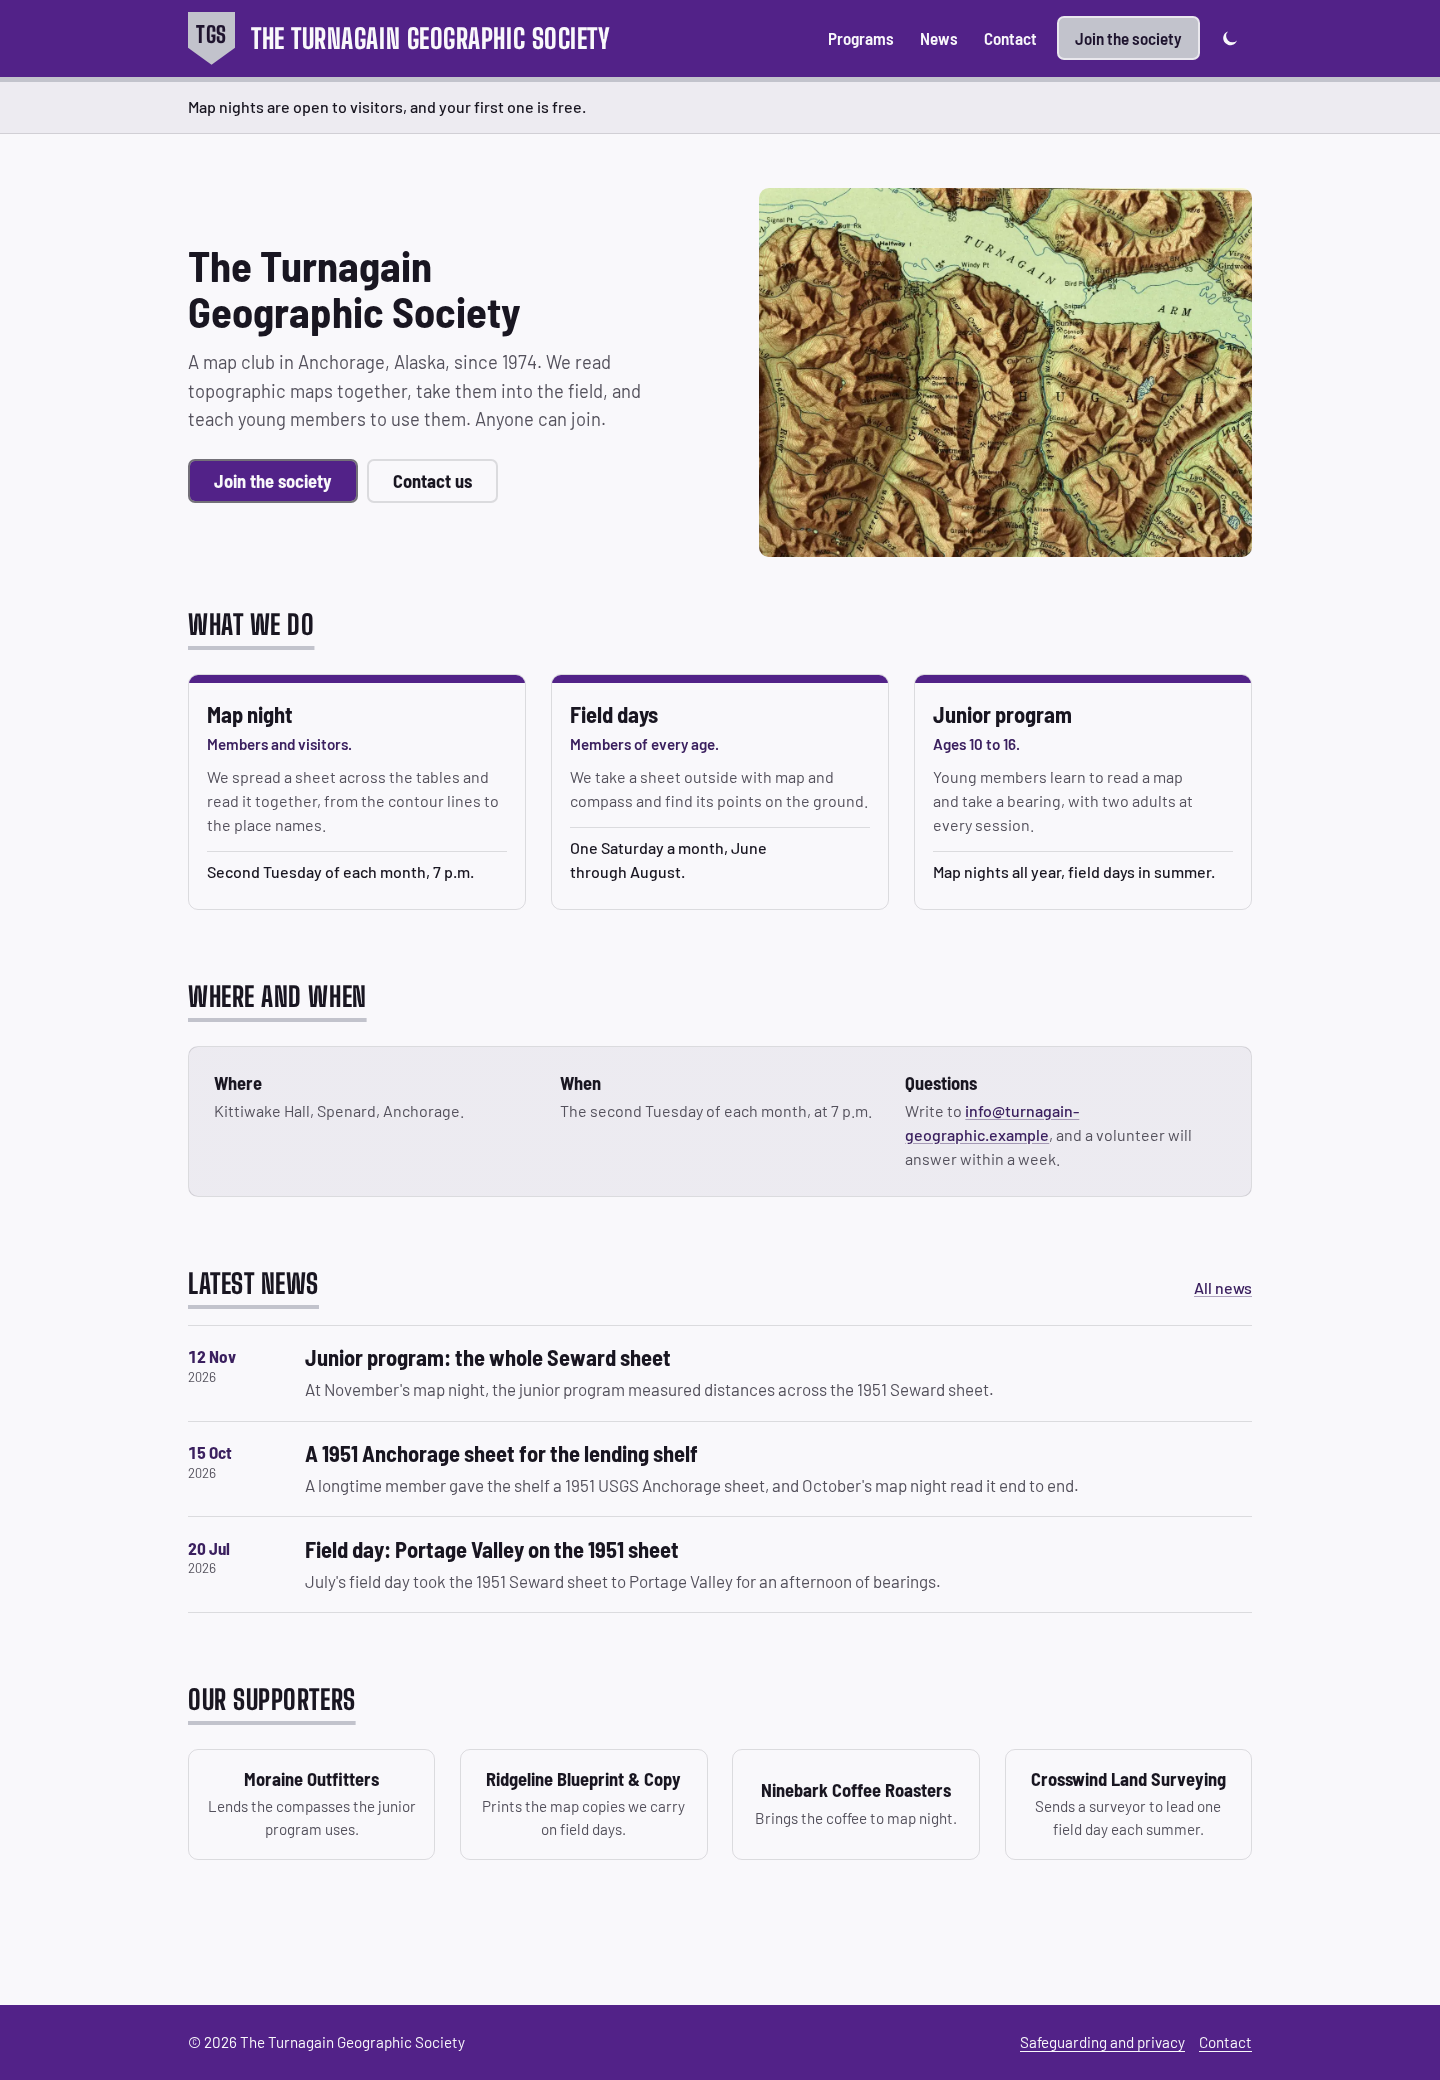 TGS
THE TURNAGAIN GEOGRAPHIC SOCIETY
Programs
News
Contact
Join the society
Map nights are open to visitors, and your first one is free.
The Turnagain
Geographic Society
A map club in Anchorage, Alaska, since 1974. We read
topographic maps together, take them into the field, and
teach young members to use them. Anyone can join.
Join the society
Contact us
Signal Pt
Indian
Halfway I
TURNAGAIN
Windy Pt
Bird Pt
ARM
Girdwood
Snipers
Pt
Sunrise
CHUGACH
Resurrection
Creek
WHAT WE DO
Map night
Members and visitors.
We spread a sheet across the tables and
read it together, from the contour lines to
the place names.
Second Tuesday of each month, 7 p.m.
Field days
Members of every age.
We take a sheet outside with map and
compass and find its points on the ground.
One Saturday a month, June
through August.
Junior program
Ages 10 to 16.
Young members learn to read a map
and take a bearing, with two adults at
every session.
Map nights all year, field days in summer.
WHERE AND WHEN
Where
Kittiwake Hall, Spenard, Anchorage.
When
The second Tuesday of each month, at 7 p.m.
Questions
Write to info@turnagain-
geographic.example, and a volunteer will
answer within a week.
LATEST NEWS
All news
12 Nov
2026
Junior program: the whole Seward sheet
At November's map night, the junior program measured distances across the 1951 Seward sheet.
15 Oct
2026
A 1951 Anchorage sheet for the lending shelf
A longtime member gave the shelf a 1951 USGS Anchorage sheet, and October's map night read it end to end.
20 Jul
2026
Field day: Portage Valley on the 1951 sheet
July's field day took the 1951 Seward sheet to Portage Valley for an afternoon of bearings.
OUR SUPPORTERS
Moraine Outfitters
Lends the compasses the junior
program uses.
Ridgeline Blueprint & Copy
Prints the map copies we carry
on field days.
Ninebark Coffee Roasters
Brings the coffee to map night.
Crosswind Land Surveying
Sends a surveyor to lead one
field day each summer.
© 2026 The Turnagain Geographic Society
Safeguarding and privacy
Contact